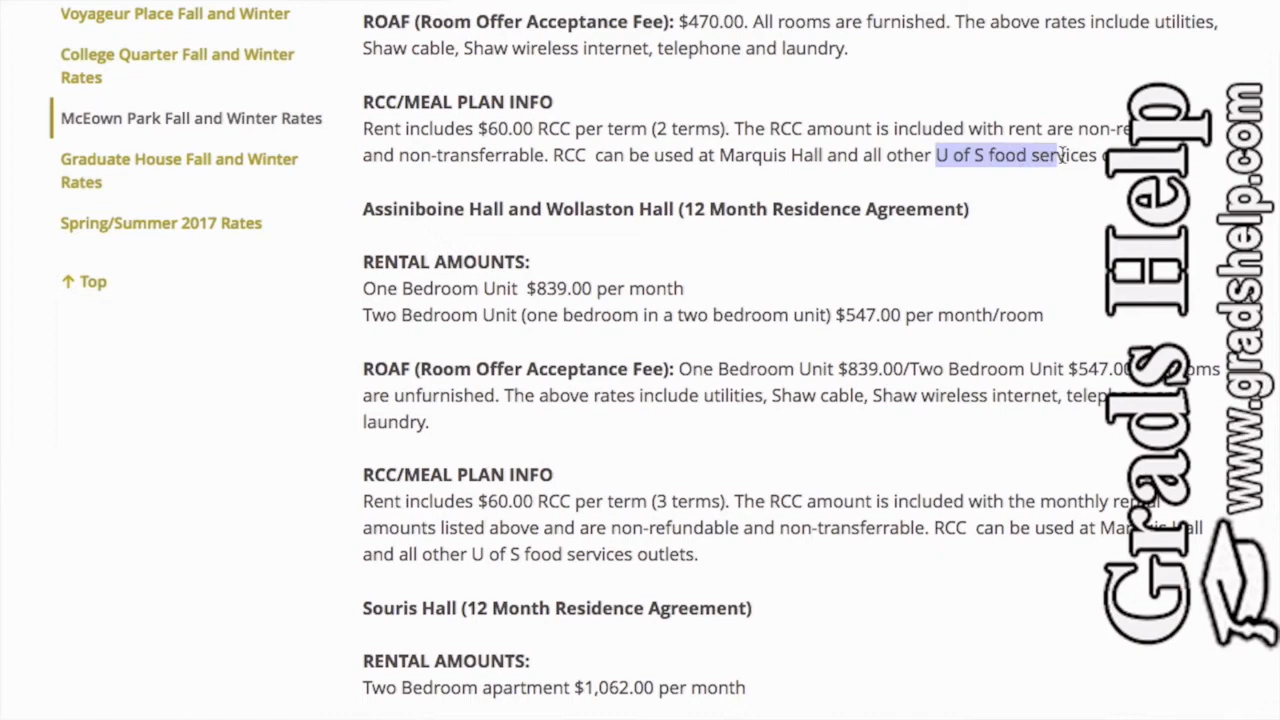 Voyageur Place Fall and Winter
College Quarter Fall and Winter
Rates
McEown Park Fall and Winter Rates
Graduate House Fall and Winter
Rates
Spring/Summer 2017 Rates
↑ Top
ROAF (Room Offer Acceptance Fee): $470.00. All rooms are furnished. The above rates include utilities,
Shaw cable, Shaw wireless internet, telephone and laundry.
RCC/MEAL PLAN INFO
Rent includes $60.00 RCC per term (2 terms). The RCC amount is included with rent are
and non-transferrable. RCC can be used at Marquis Hall and all other U of S food services
Assiniboine Hall and Wollaston Hall (12 Month Residence Agreement)
RENTAL AMOUNTS:
One Bedroom Unit $839.00 per month
Two Bedroom Unit (one bedroom in a two bedroom unit) $547.00 per month/room
ROAF (Room Offer Acceptance Fee): One Bedroom Unit $839.00/Two Bedroom Unit $547.00
are unfurnished. The above rates include utilities, Shaw cable, Shaw wireless internet,
laundry.
RCC/MEAL PLAN INFO
Rent includes $60.00 RCC per term (3 terms). The RCC amount is included with the monthly rental
amounts listed above and are non-refundable and non-transferrable. RCC can be used at Marquis Hall
and all other U of S food services outlets.
Souris Hall (12 Month Residence Agreement)
RENTAL AMOUNTS:
Two Bedroom apartment $1,062.00 per month
Grads Help
www.gradshelp.com